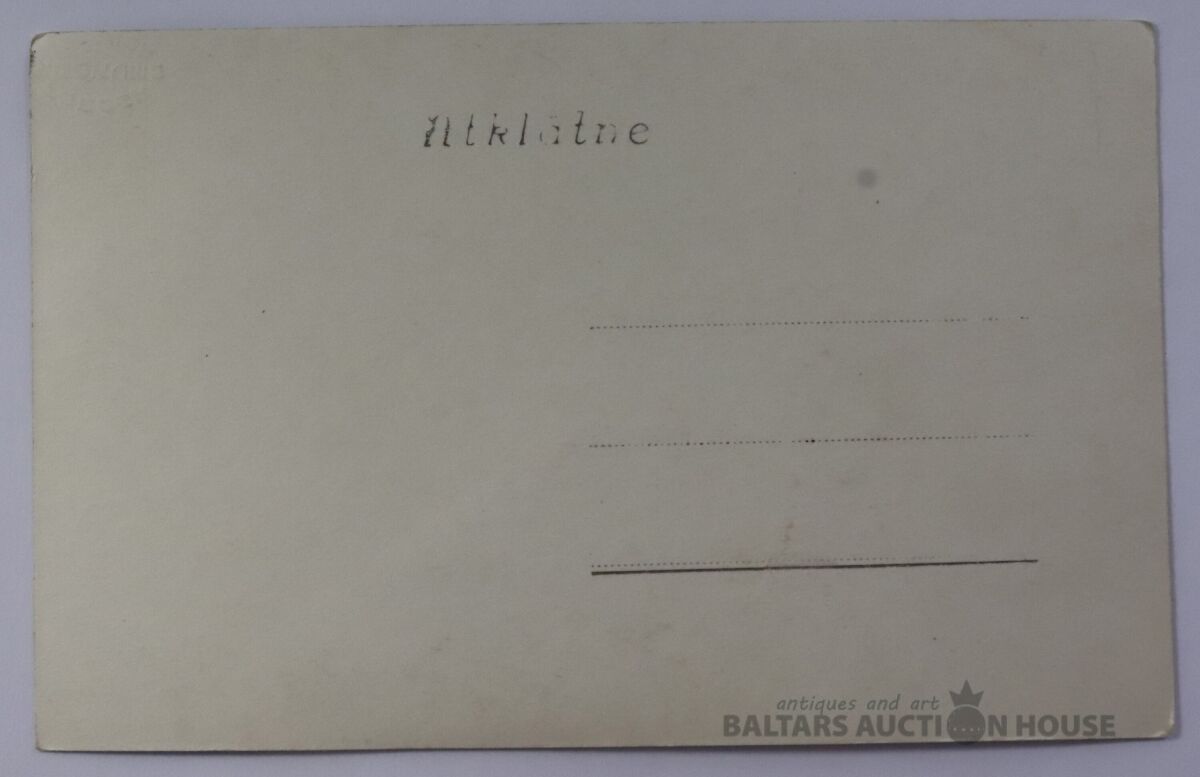 Atklātne
antiques and art
BALTARS AUCTION HOUSE